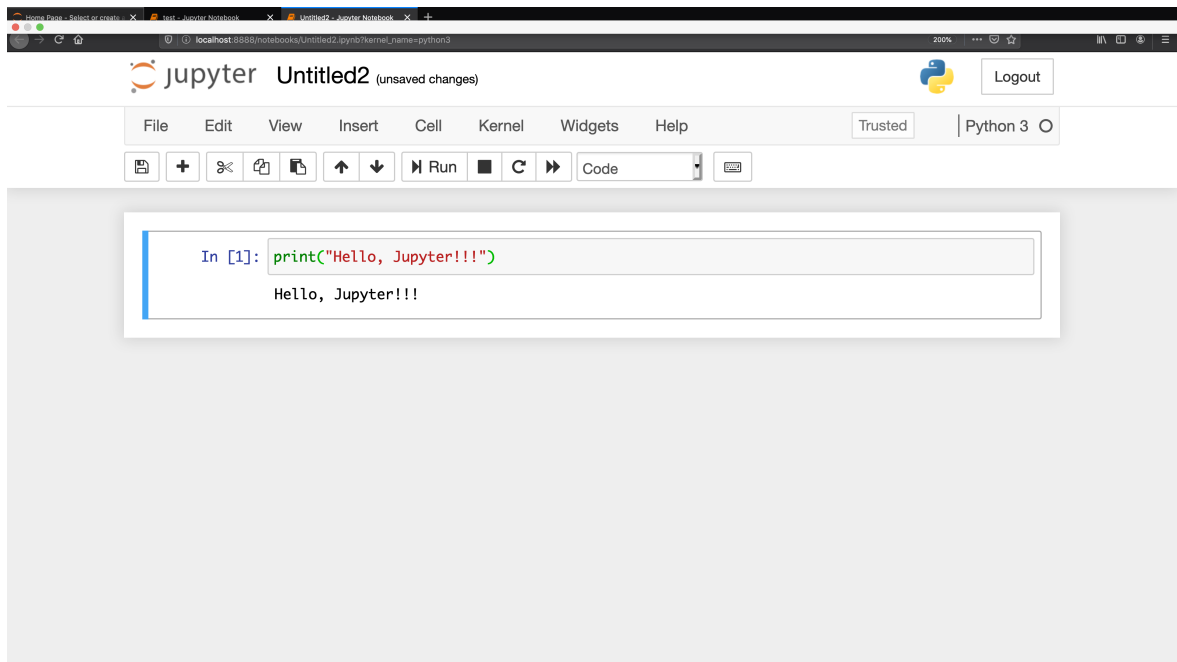 Home Page - Select or create a
test - Jupyter Notebook
Untitled2 - Jupyter Notebook
localhost:8888/notebooks/Untitled2.ipynb?kernel_name=python3
200%
jupyter Untitled2 (unsaved changes)
Logout
File Edit View Insert Cell Kernel Widgets Help
Trusted
Python 3
Run
Code
In [1]: print("Hello, Jupyter!!!")
Hello, Jupyter!!!